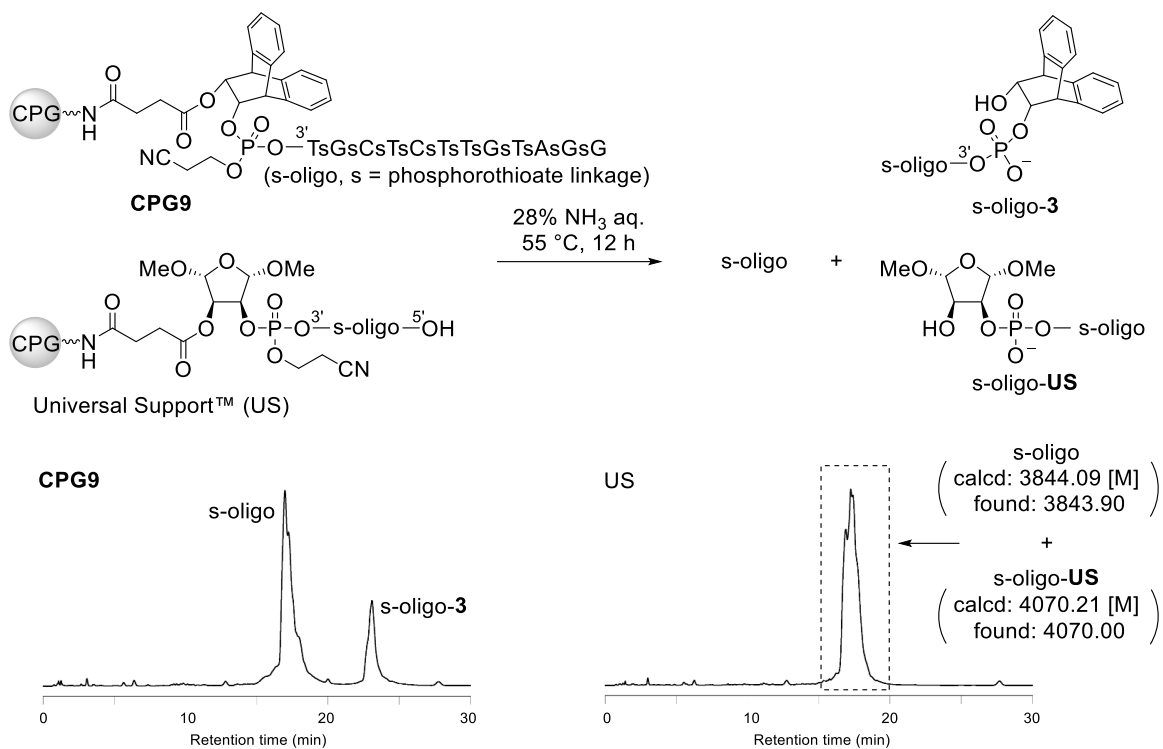 CPG
N
H
O
O
O
O
O
P
O
O
NC
3'
TsGsCsTsCsTsTsGsTsAsGsG
(s-oligo, s = phosphorothioate linkage)
CPG9
28% NH3 aq.
55 °C, 12 h
s-oligo
+
HO
O
O
P
O
O−
3'
s-oligo
s-oligo-3
CPG
N
H
O
O
O
MeO
O
OMe
O
P
O
O
3'
s-oligo
5'
OH
O
CN
Universal Support™ (US)
MeO
O
OMe
HO
O
P
O
O
s-oligo
O−
s-oligo-US
CPG9
s-oligo
s-oligo-3
0
10
20
30
Retention time (min)
US
s-oligo
(calcd: 3844.09 [M]
found: 3843.90)
+
s-oligo-US
(calcd: 4070.21 [M]
found: 4070.00)
0
10
20
30
Retention time (min)